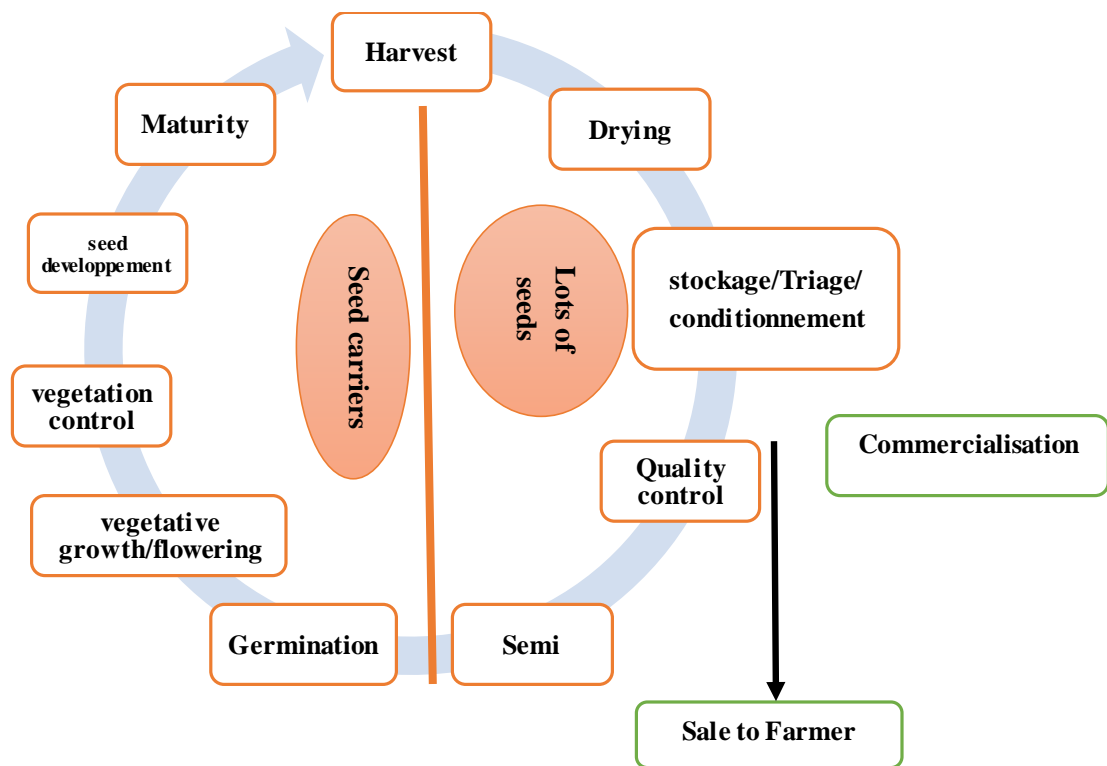 Harvest
Drying
stockage/Triage/
conditionnement
Quality
control
Semi
Germination
vegetative
growth/flowering
vegetation
control
seed
developpement
Maturity
Seed carriers
Lots of
seeds
Commercialisation
Sale to Farmer